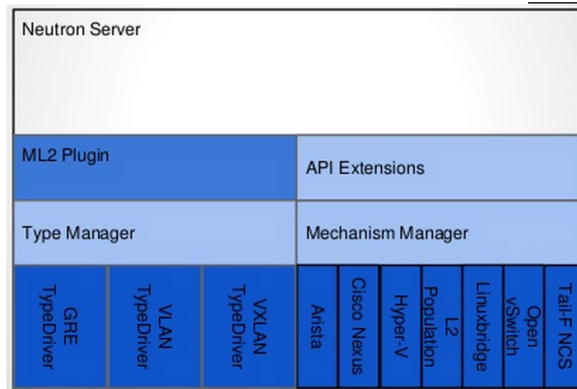 Neutron Server
ML2 Plugin
API Extensions
Type Manager
Mechanism Manager
GRE
TypeDriver
VLAN
TypeDriver
VXLAN
TypeDriver
Arista
Cisco Nexus
Hyper-V
L2
Population
Linuxbridge
Open
vSwitch
Tail-F NCS